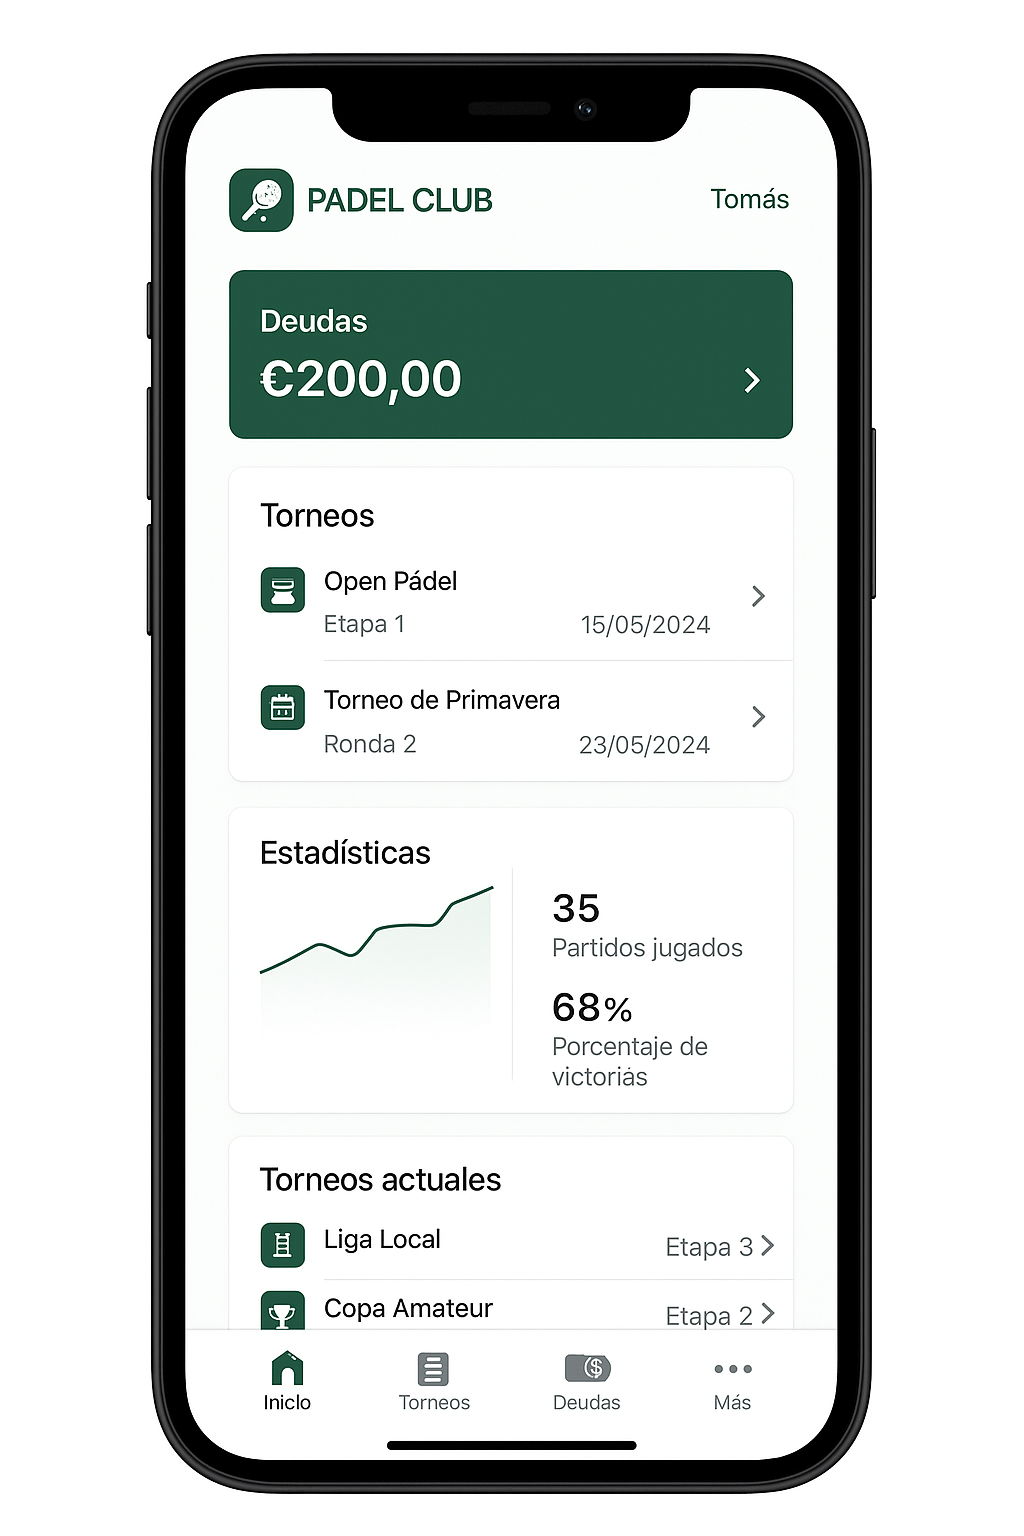 PADEL CLUB
Tomás
Deudas
€200,00
Torneos
Open Pádel
Etapa 1
15/05/2024
Torneo de Primavera
Ronda 2
23/05/2024
Estadísticas
35
Partidos jugados
68%
Porcentaje de
victoriás
Torneos actuales
Liga Local
Etapa 3
Copa Amateur
Etapa 2
Iniclo
Torneos
$
Deudas
Más